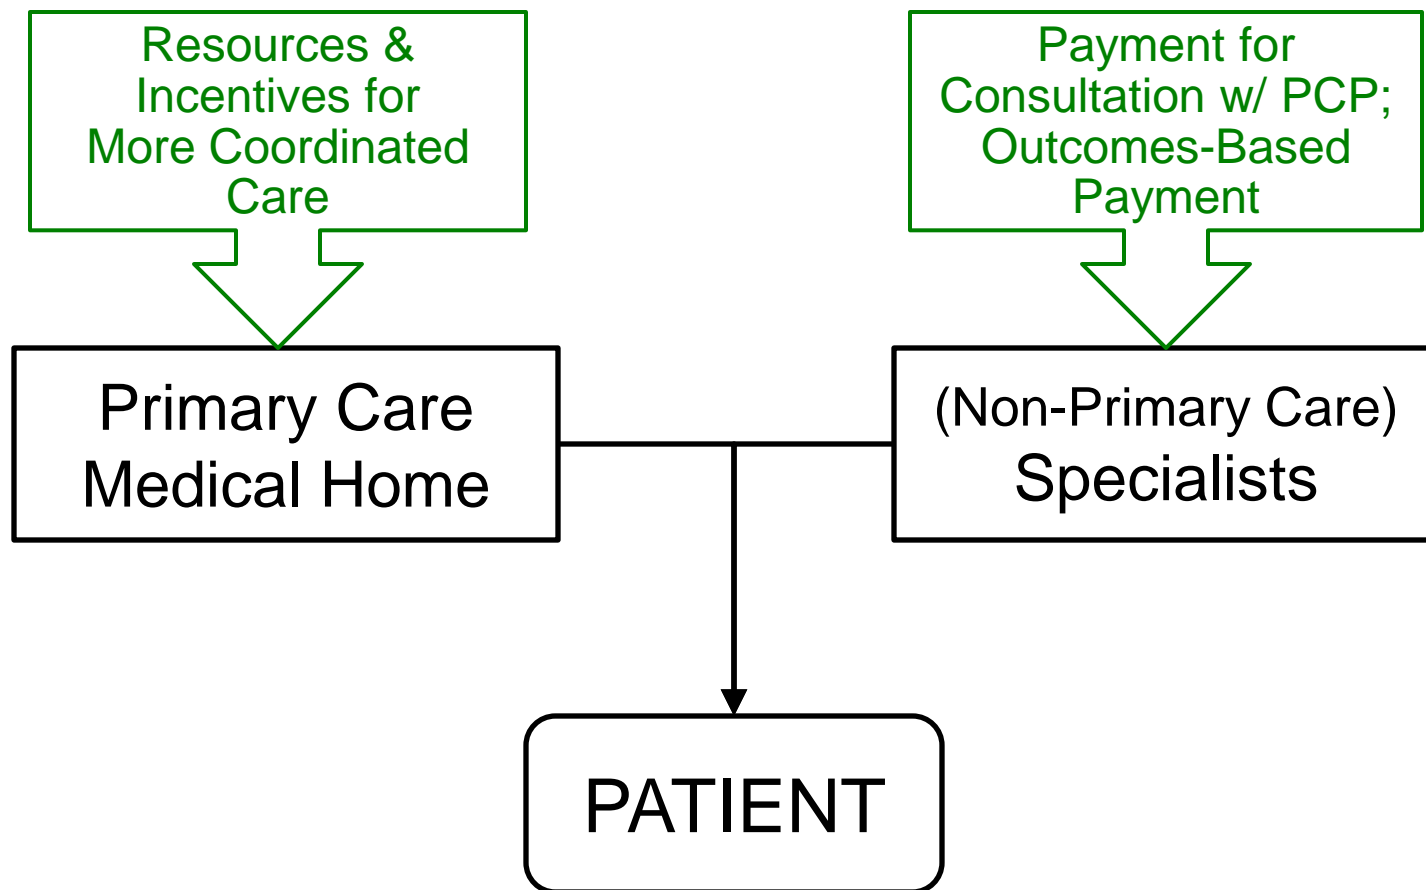 Resources &
Incentives for
More Coordinated
Care
Payment for
Consultation w/ PCP;
Outcomes-Based
Payment
Primary Care
Medical Home
(Non-Primary Care)
Specialists
PATIENT